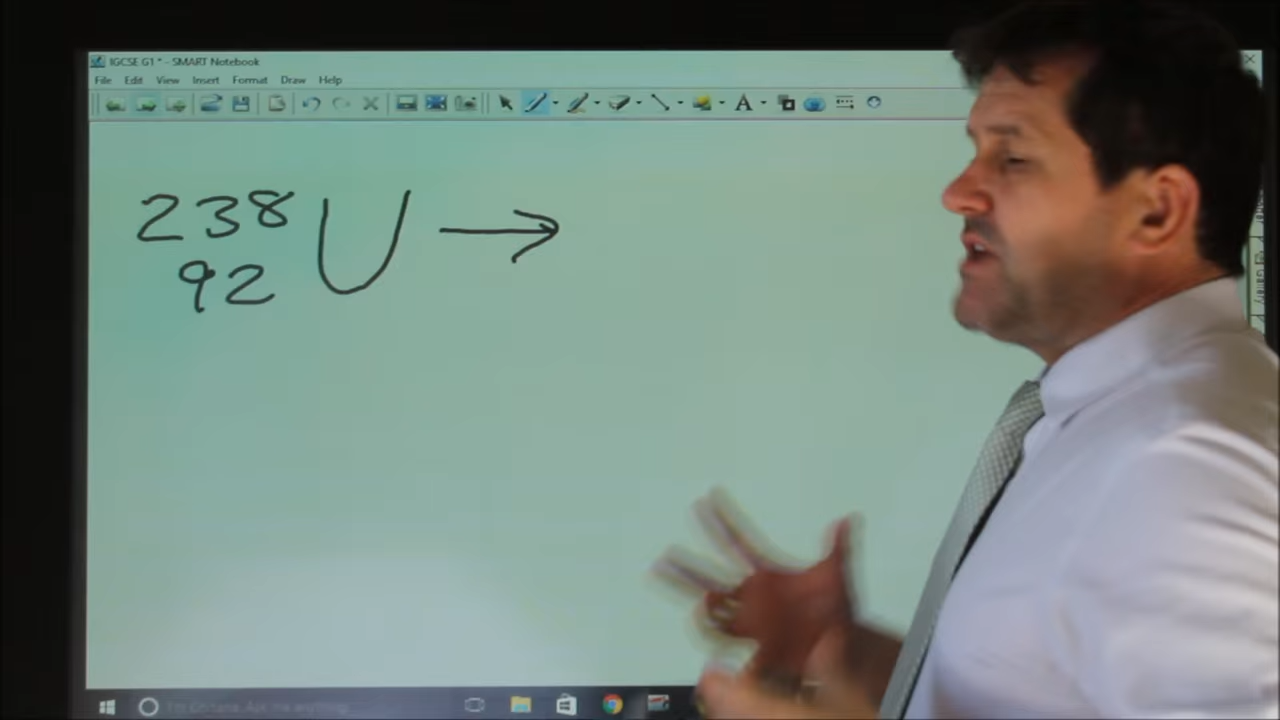 IGCSE G1 * - SMART Notebook
File Edit View Insert Format Draw Help
238
92 U →